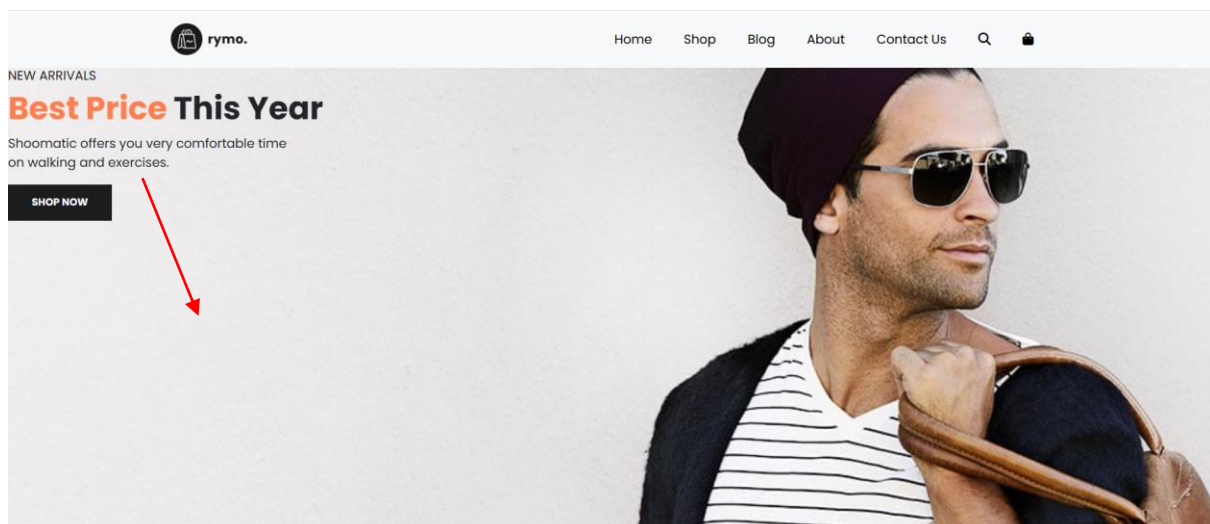 rymo.
Home Shop Blog About Contact Us
NEW ARRIVALS
Best Price This Year
Shoomatic offers you very comfortable time
on walking and exercises.
SHOP NOW